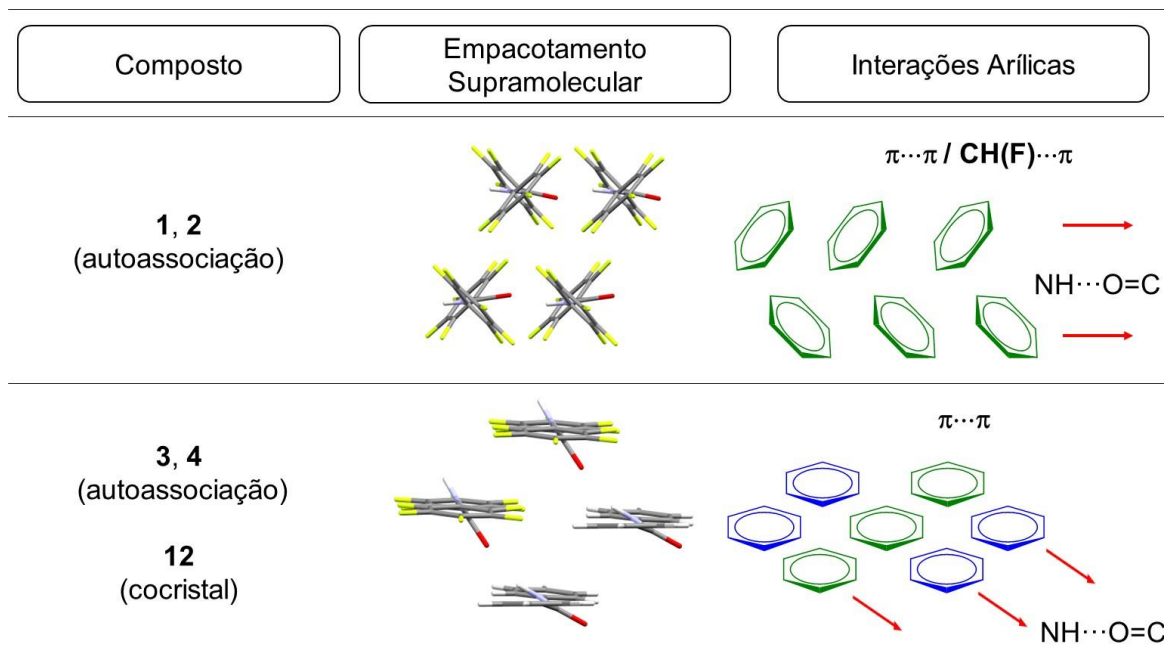 Composto
Empacotamento
Supramolecular
Interações Arílicas
1, 2
(autoassociação)
π···π / CH(F)···π
NH···O=C
3, 4
(autoassociação)
12
(cocristal)
π···π
NH···O=C